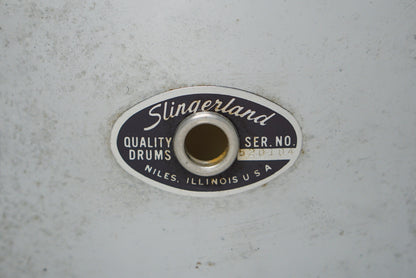 Slingerland
QUALITY SER. NO.
DRUMS
NILES, ILLINOIS U S A